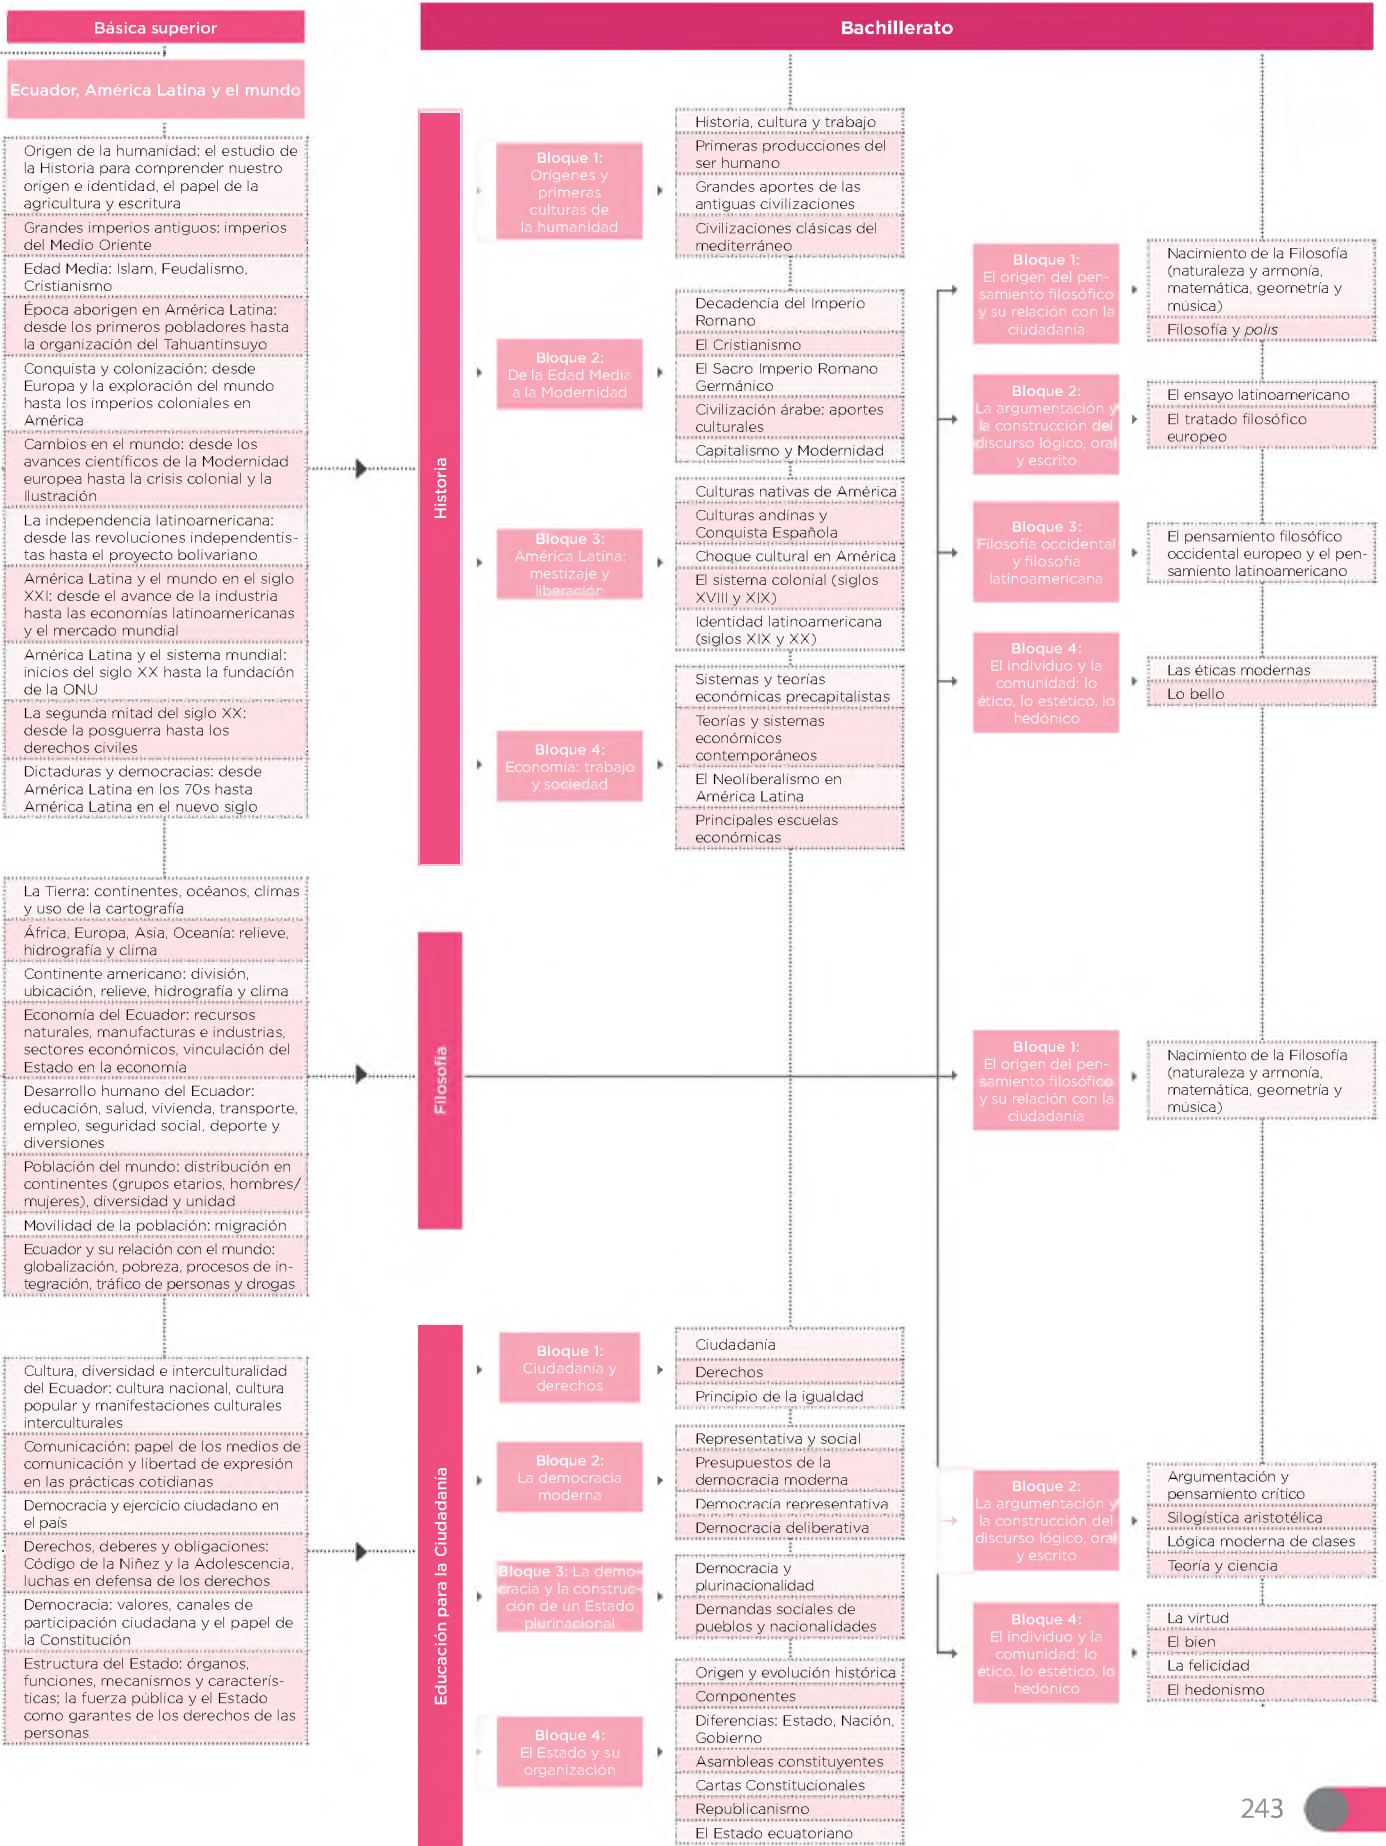 Básica superior
Ecuador, América Latina y el mundo
Origen de la humanidad: el estudio de
la Historia para comprender nuestro
origen e identidad, el papel de la
agricultura y escritura
Grandes imperios antiguos: imperios
del Medio Oriente
Edad Media: Islam, Feudalismo,
Cristianismo
Época aborigen en América Latina:
desde los primeros pobladores hasta
la organización del Tahuantinsuyo
Conquista y colonización: desde
Europa y la exploración del mundo
hasta los imperios coloniales en
América
Cambios en el mundo: desde los
avances científicos de la Modernidad
europea hasta la crisis colonial y la
Ilustración
La independencia latinoamericana:
desde las revoluciones independentis-
tas hasta el proyecto bolivariano
América Latina y el mundo en el siglo
XXI: desde el avance de la industria
hasta las economías latinoamericanas
y el mercado mundial
América Latina y el sistema mundial:
inicios del siglo XX hasta la fundación
de la ONU
La segunda mitad del siglo XX:
desde la posguerra hasta los
derechos civiles
Dictaduras y democracias: desde
América Latina en los 70s hasta
América Latina en el nuevo siglo
La Tierra: continentes, océanos, climas
y uso de la cartografía
África, Europa, Asia, Oceanía: relieve,
hidrografía y clima
Continente americano: división,
ubicación, relieve, hidrografía y clima
Economía del Ecuador: recursos
naturales, manufacturas e industrias,
sectores económicos, vinculación del
Estado en la economía
Desarrollo humano del Ecuador:
educación, salud, vivienda, transporte,
empleo, seguridad social, deporte y
diversiones
Población del mundo: distribución en
continentes (grupos etarios, hombres/
mujeres), diversidad y unidad
Movilidad de la población: migración
Ecuador y su relación con el mundo:
globalización, pobreza, procesos de in-
tegración, tráfico de personas y drogas
Cultura, diversidad e interculturalidad
del Ecuador: cultura nacional, cultura
popular y manifestaciones culturales
interculturales
Comunicación: papel de los medios de
comunicación y libertad de expresión
en las prácticas cotidianas
Democracia y ejercicio ciudadano en
el país
Derechos, deberes y obligaciones:
Código de la Niñez y la Adolescencia,
luchas en defensa de los derechos
Democracia: valores, canales de
participación ciudadana y el papel de
la Constitución
Estructura del Estado: órganos,
funciones, mecanismos y caracterís-
ticas; la fuerza pública y el Estado
como garantes de los derechos de las
personas
Bachillerato
Historia
Bloque 1:
Orígenes y
primeras
culturas de
la humanidad
Historia, cultura y trabajo
Primeras producciones del
ser humano
Grandes aportes de las
antiguas civilizaciones
Civilizaciones clásicas del
mediterráneo
Bloque 2:
De la Edad Media
a la Modernidad
Decadencia del Imperio
Romano
El Cristianismo
El Sacro Imperio Romano
Germánico
Civilización árabe: aportes
culturales
Capitalismo y Modernidad
Bloque 3:
América Latina:
mestizaje y
liberación
Culturas nativas de América
Culturas andinas y
Conquista Española
Choque cultural en América
El sistema colonial (siglos
XVIII y XIX)
Identidad latinoamericana
(siglos XIX y XX)
Bloque 4:
Economía: trabajo
y sociedad
Sistemas y teorías
económicas precapitalistas
Teorías y sistemas
económicos
contemporáneos
El Neoliberalismo en
América Latina
Principales escuelas
económicas
Filosofía
Bloque 1:
El origen del pen-
samiento filosófico
y su relación con la
ciudadanía
Nacimiento de la Filosofía
(naturaleza y armonía,
matemática, geometría y
música)
Filosofía y polis
Bloque 2:
La argumentación y
la construcción del
discurso lógico, oral
y escrito
El ensayo latinoamericano
El tratado filosófico
europeo
Bloque 3:
Filosofía occidental
y filosofía
latinoamericana
El pensamiento filosófico
occidental europeo y el pen-
samiento latinoamericano
Bloque 4:
El individuo y la
comunidad: lo
ético, lo estético, lo
hedónico
Las éticas modernas
Lo bello
Bloque 1:
El origen del pen-
samiento filosófico
y su relación con la
ciudadanía
Nacimiento de la Filosofía
(naturaleza y armonía,
matemática, geometría y
música)
Bloque 2:
La argumentación y
la construcción del
discurso lógico, oral
y escrito
Argumentación y
pensamiento crítico
Silogística aristotélica
Lógica moderna de clases
Teoría y ciencia
Bloque 4:
El individuo y la
comunidad: lo
ético, lo estético, lo
hedónico
La virtud
El bien
La felicidad
El hedonismo
Educación para la Ciudadanía
Bloque 1:
Ciudadanía y
derechos
Ciudadanía
Derechos
Principio de la igualdad
Bloque 2:
La democracia
moderna
Representativa y social
Presupuestos de la
democracia moderna
Democracia representativa
Democracia deliberativa
Bloque 3: La demo-
cracia y la construc-
ción de un Estado
plurinacional
Democracia y
plurinacionalidad
Demandas sociales de
pueblos y nacionalidades
Bloque 4:
El Estado y su
organización
Origen y evolución histórica
Componentes
Diferencias: Estado, Nación,
Gobierno
Asambleas constituyentes
Cartas Constitucionales
Republicanismo
El Estado ecuatoriano
243